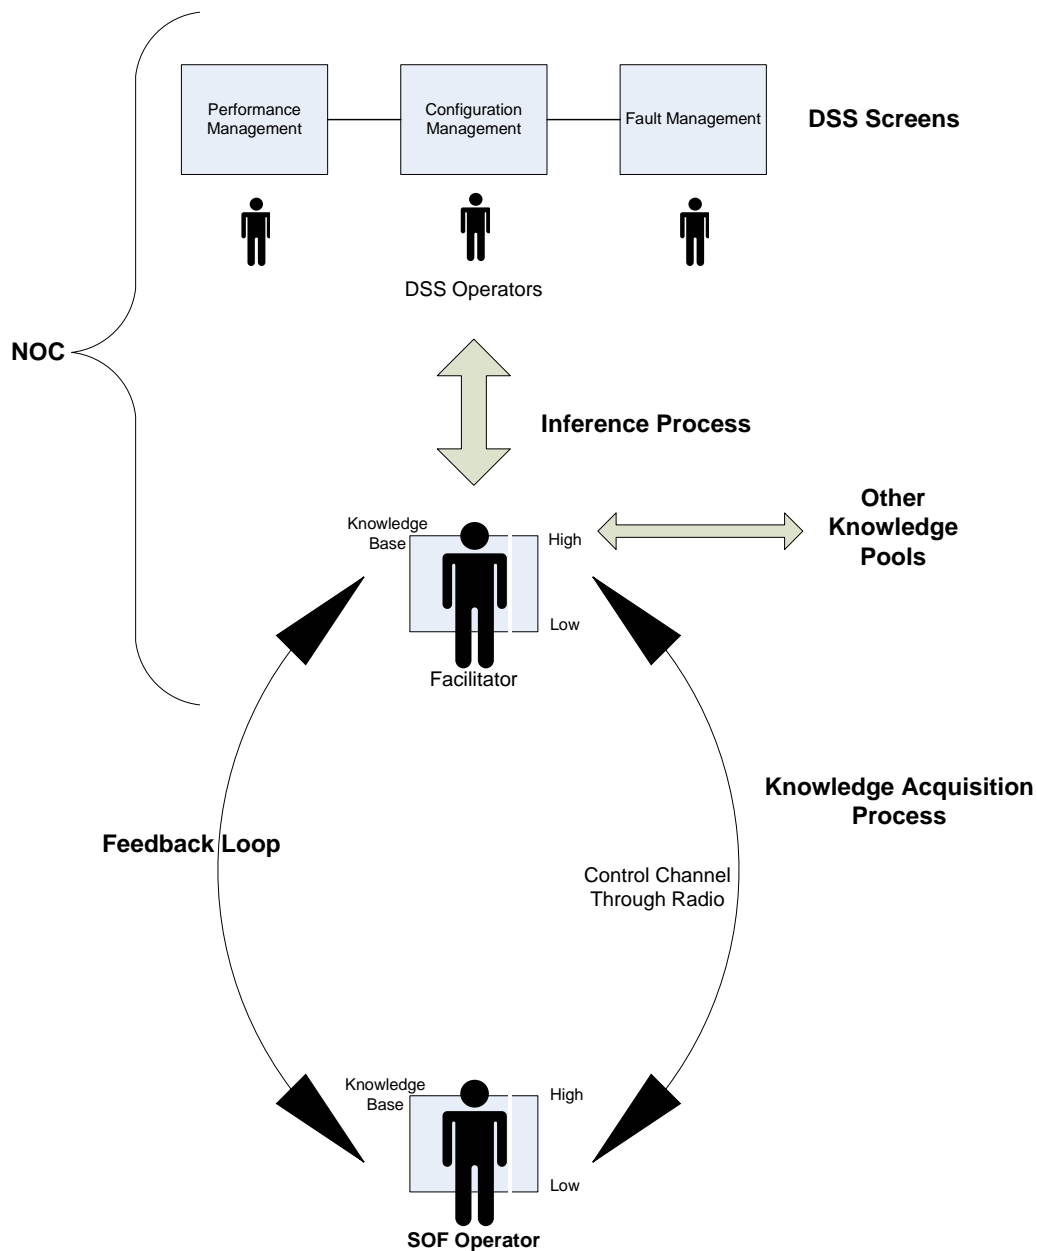 Performance
Management
Configuration
Management
Fault Management
DSS Screens
DSS Operators
NOC
Inference Process
Other
Knowledge
Pools
Knowledge
Base
High
Low
Facilitator
Knowledge Acquisition
Process
Feedback Loop
Control Channel
Through Radio
Knowledge
Base
High
Low
SOF Operator